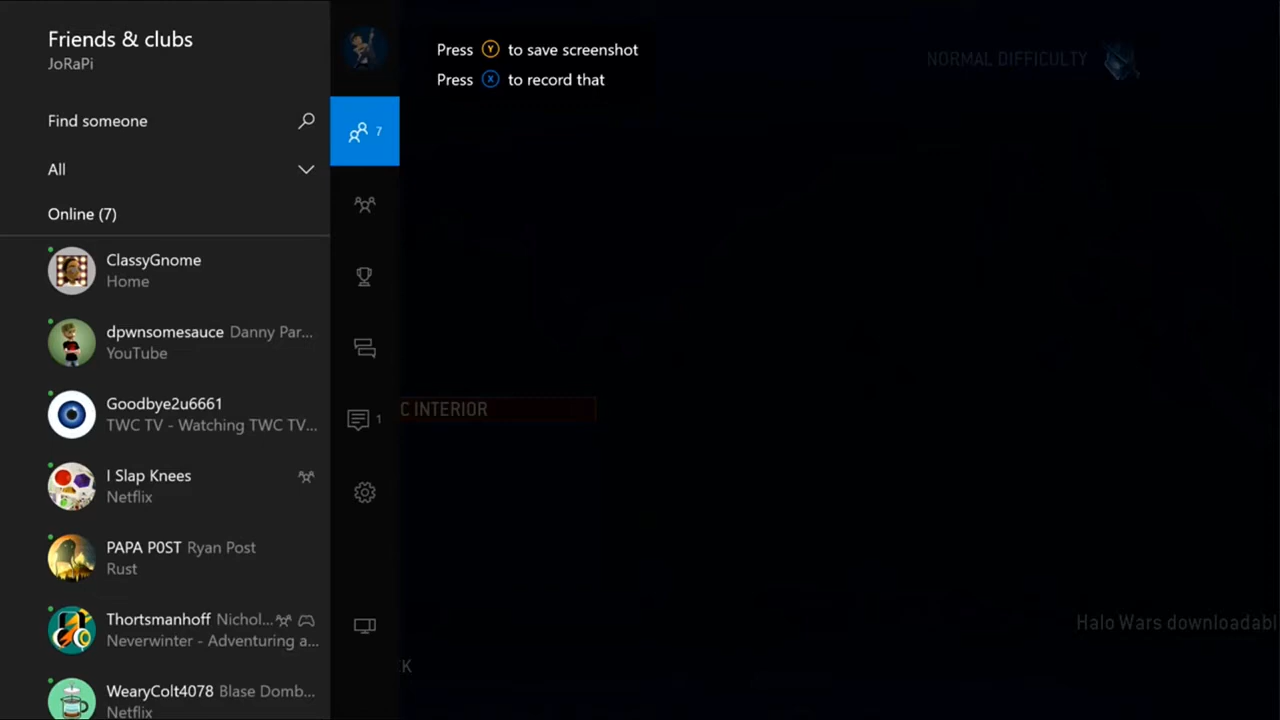 Friends & clubs
JoRaPi
Find someone
All
Online (7)
ClassyGnome
Home
dpwnsomesauce Danny Par...
YouTube
Goodbye2u6661
TWC TV - Watching TWC TV...
I Slap Knees
Netflix
PAPA P0ST Ryan Post
Rust
Thortsmanhoff Nichol...
Neverwinter - Adventuring a...
WearyColt4078 Blase Domb...
Netflix
7
1
Press Y to save screenshot
Press X to record that
NORMAL DIFFICULTY
C INTERIOR
Halo Wars downloadabl
CK